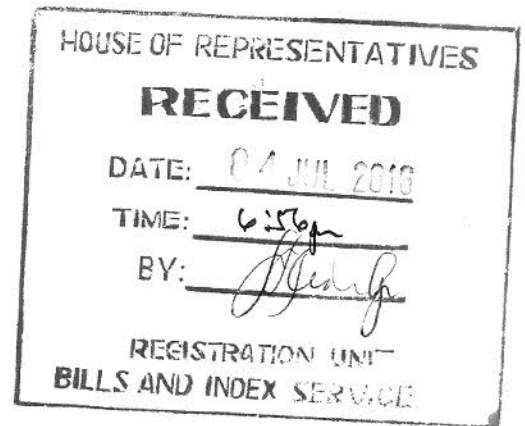 HOUSE OF REPRESENTATIVES
RECEIVED
DATE: 04 JUL
TIME: 6:56pm
BY:
REGISTRATION UNIT
BILLS AND INDEX SERVICE